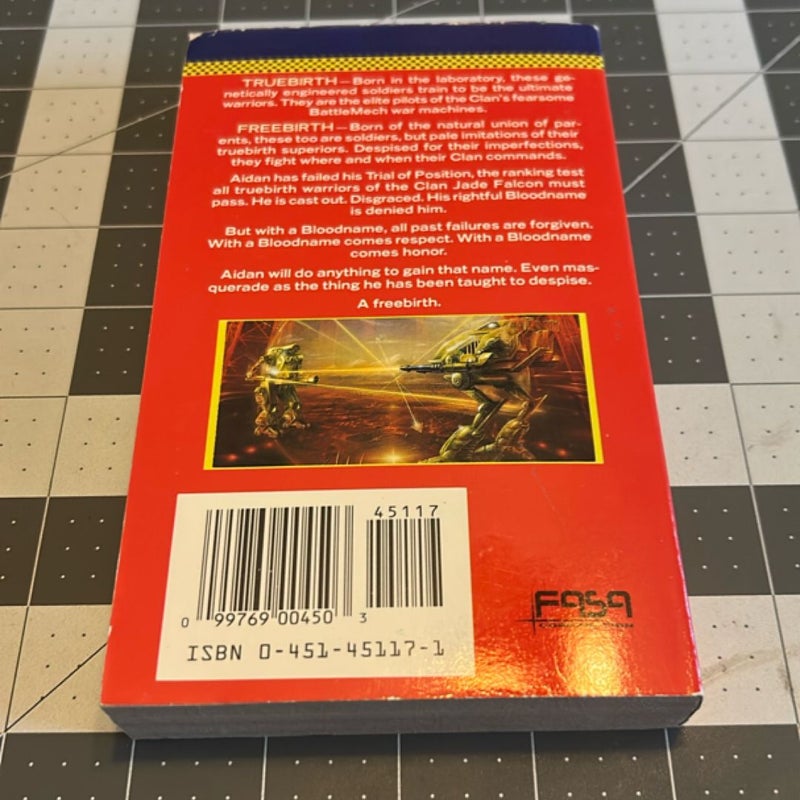 TRUEBIRTH—Born in the laboratory, these ge-
netically engineered soldiers train to be the ultimate
warriors. They are the elite pilots of the Clan's fearsome
BattleMech war machines.
FREEBIRTH—Born of the natural union of par-
ents, these too are soldiers, but pale imitations of their
truebirth superiors. Despised for their imperfections,
they fight where and when their Clan commands.
Aidan has failed his Trial of Position, the ranking test
all truebirth warriors of the Clan Jade Falcon must
pass. He is cast out. Disgraced. His rightful Bloodname
is denied him.
But with a Bloodname, all past failures are forgiven.
With a Bloodname comes respect. With a Bloodname
comes honor.
Aidan will do anything to gain that name. Even mas-
querade as the thing he has been taught to despise.
A freebirth.
45117
0 99769 00450 3
ISBN 0-451-45117-1
FASA
CORPORATION